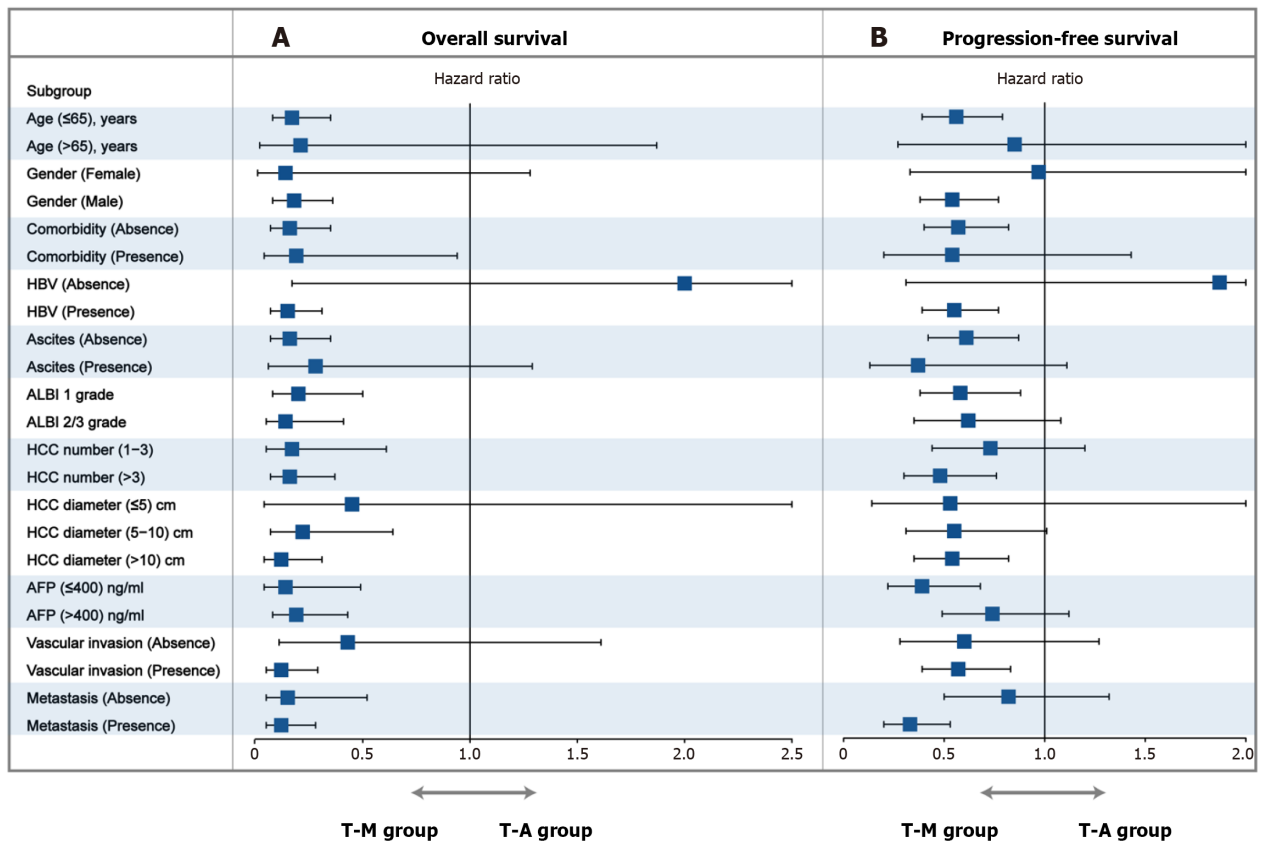 A Overall survival B Progression-free survival
Hazard ratio Hazard ratio
Subgroup
Age (≤65), years
Age (>65), years
Gender (Female)
Gender (Male)
Comorbidity (Absence)
Comorbidity (Presence)
HBV (Absence)
HBV (Presence)
Ascites (Absence)
Ascites (Presence)
ALBI 1 grade
ALBI 2/3 grade
HCC number (1−3)
HCC number (>3)
HCC diameter (≤5) cm
HCC diameter (5−10) cm
HCC diameter (>10) cm
AFP (≤400) ng/ml
AFP (>400) ng/ml
Vascular invasion (Absence)
Vascular invasion (Presence)
Metastasis (Absence)
Metastasis (Presence)
0 0.5 1.0 1.5 2.0 2.5 0 0.5 1.0 1.5 2.0
T-M group T-A group T-M group T-A group